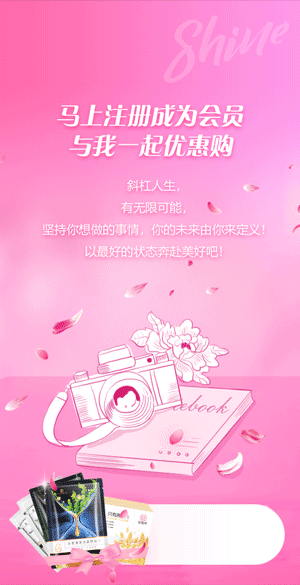 Shine
马上注册成为会员
与我一起优惠购
斜杠人生，
有无限可能，
坚持你想做的事情，你的未来由你来定义！
以最好的状态奔赴美好吧！
ebook